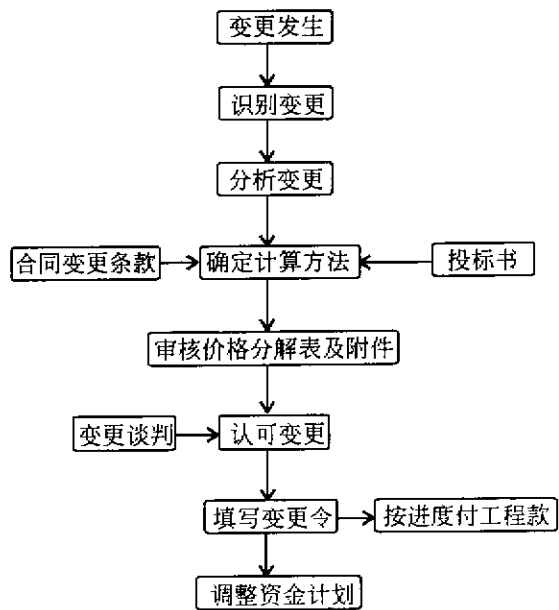 变更发生
识别变更
分析变更
合同变更条款
确定计算方法
投标书
审核价格分解表及附件
变更谈判
认可变更
填写变更令
按进度付工程款
调整资金计划